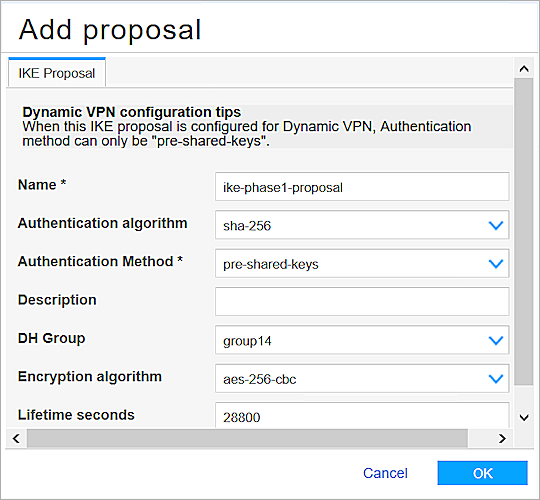 Add proposal
IKE Proposal
Dynamic VPN configuration tips
When this IKE proposal is configured for Dynamic VPN, Authentication
method can only be "pre-shared-keys".
Name * ike-phase1-proposal
Authentication algorithm sha-256
Authentication Method * pre-shared-keys
Description
DH Group group14
Encryption algorithm aes-256-cbc
Lifetime seconds 28800
Cancel OK